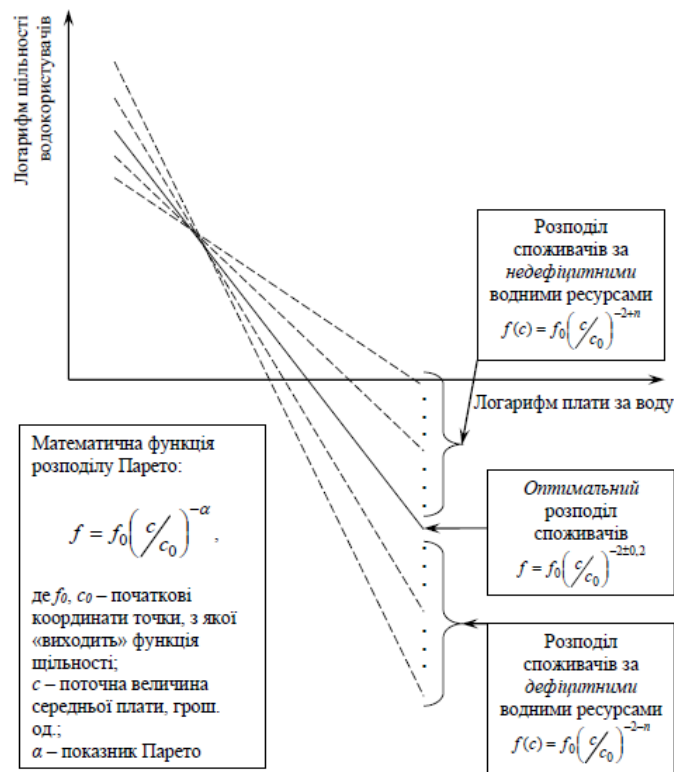 Логарифм щільності
водокористувачів
Розподіл
споживачів за
недефіцитними
водними ресурсами
f(c) = f₀(c/c₀)^(-2+n)
Логарифм плати за воду
Математична функція
розподілу Парето:
f = f₀(c/c₀)^(-α),
де f₀, c₀ – початкові
координати точки, з якої
«виходить» функція
щільності;
c – поточна величина
середньої плати, грош.
од.;
α – показник Парето
Оптимальний
розподіл
споживачів
f = f₀(c/c₀)^(-2±0,2)
Розподіл
споживачів за
дефіцитними
водними ресурсами
f(c) = f₀(c/c₀)^(-2-n)